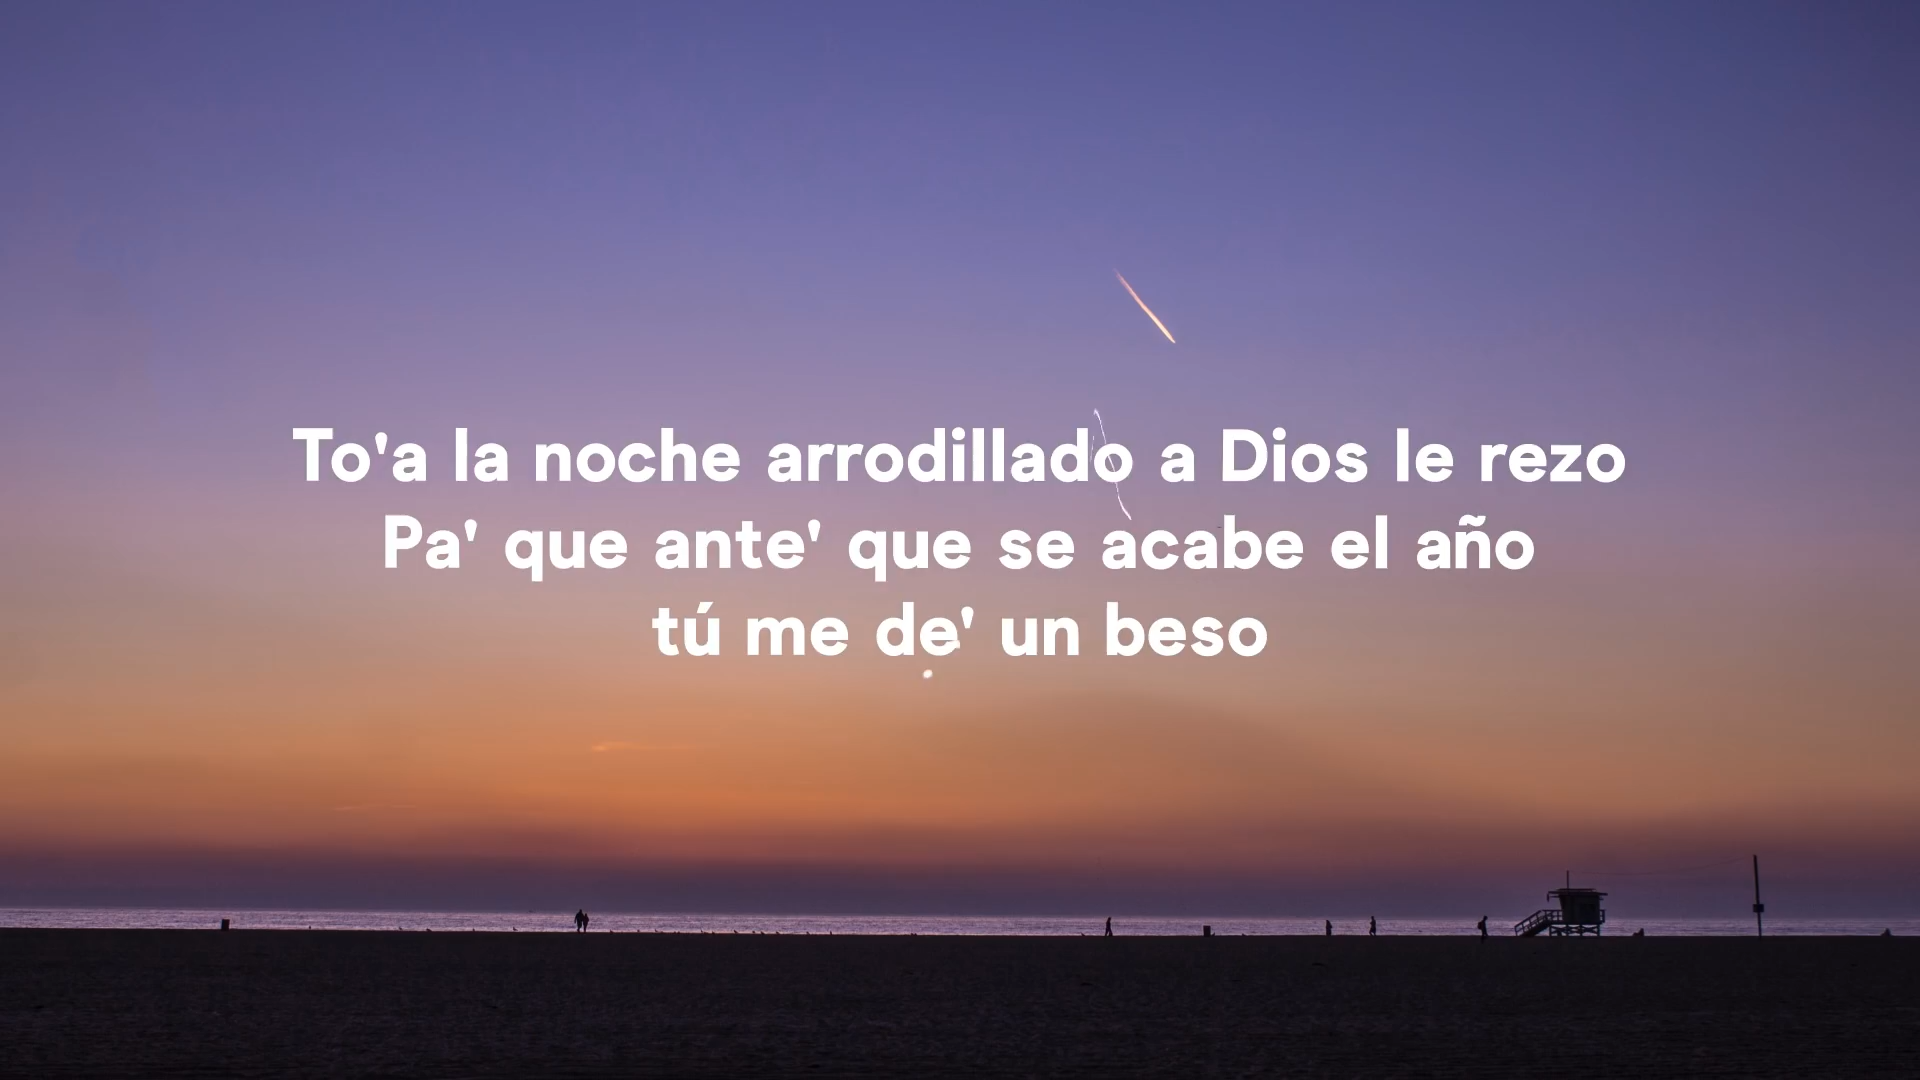 To'a la noche arrodillado a Dios le rezo
Pa' que ante' que se acabe el año
tú me de' un beso